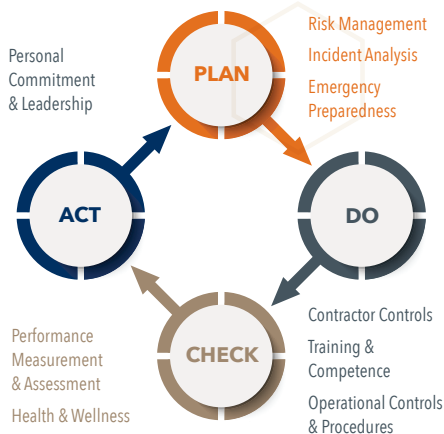 Personal
Commitment
& Leadership
PLAN
Risk Management
Incident Analysis
Emergency
Preparedness
ACT
DO
Performance
Measurement
& Assessment
Health & Wellness
CHECK
Contractor Controls
Training &
Competence
Operational Controls
& Procedures